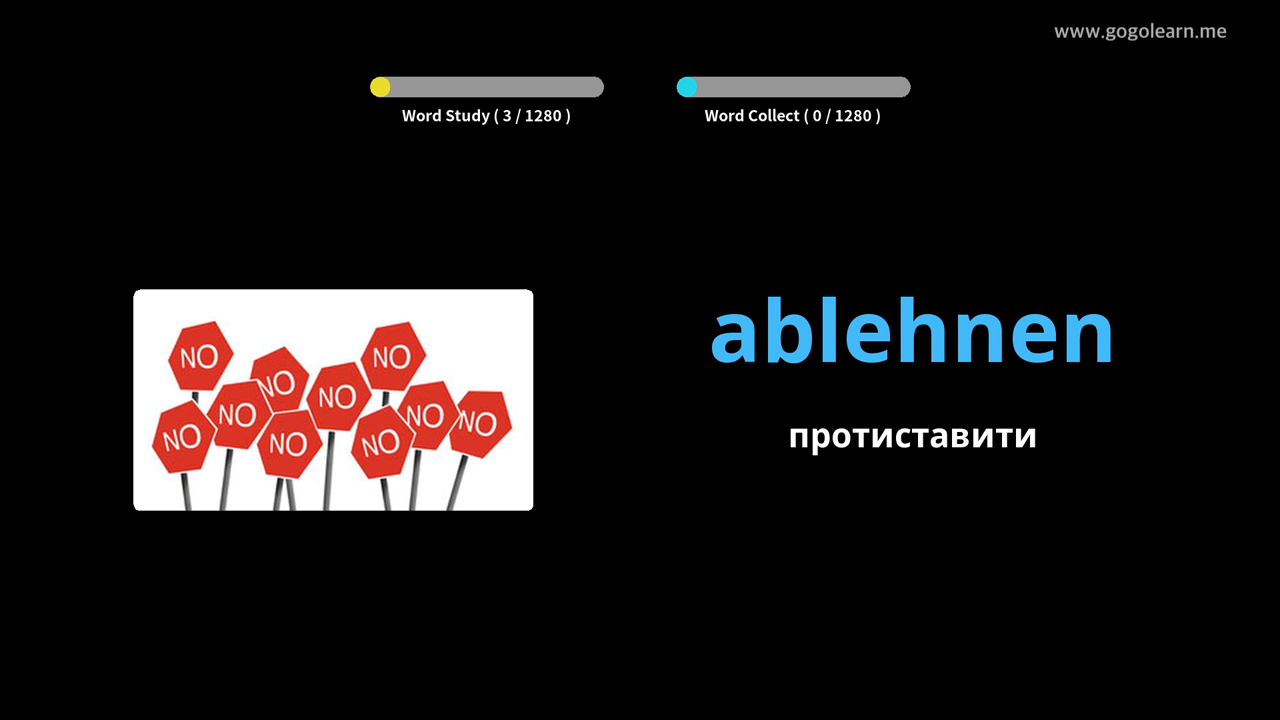 www.gogolearn.me
Word Study ( 3 / 1280 )
Word Collect ( 0 / 1280 )
NO
NO
NO
NO
NO
NO
NO
NO
NO
NO
ablehnen
протиставити